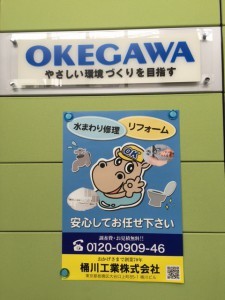 OKEGAWA
やさしい環境づくりを目指す
水まわり修理 リフォーム
OK
安心してお任せ下さい
0120-0909-46
桶川工業株式会社